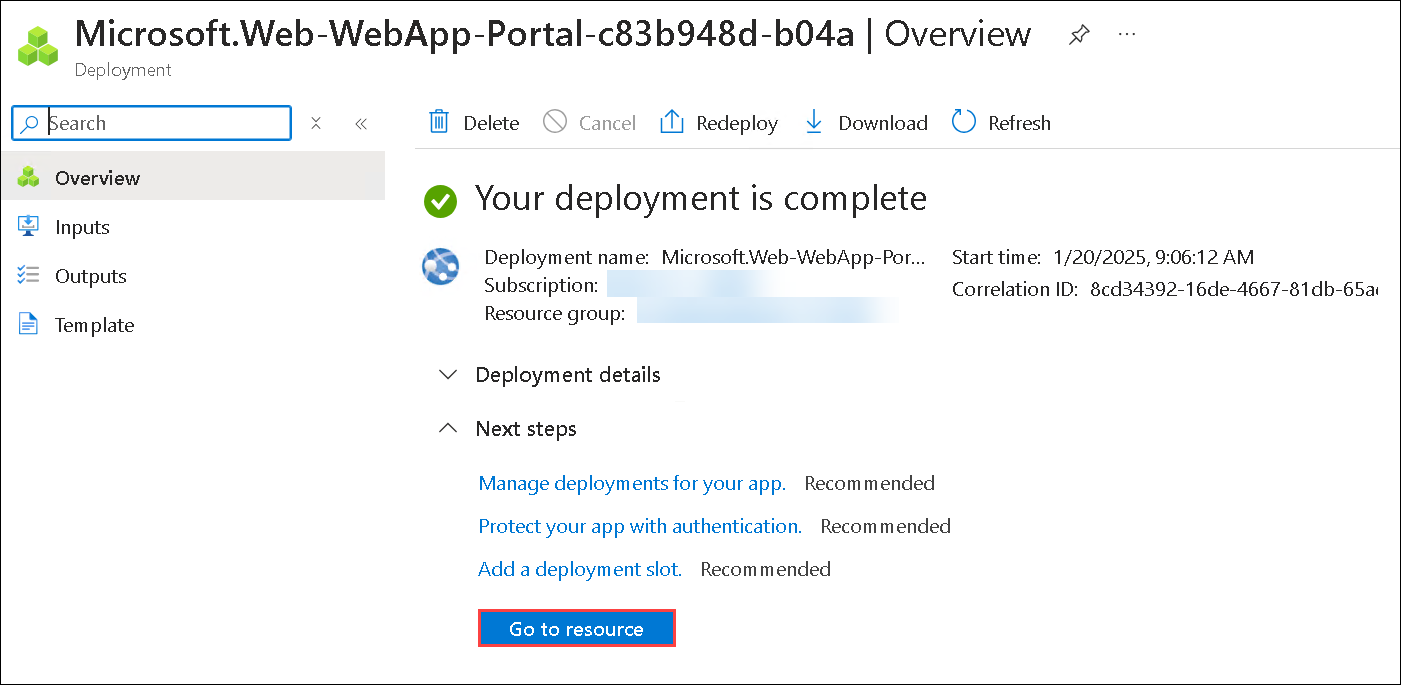 Microsoft.Web-WebApp-Portal-c83b948d-b04a | Overview
Deployment
Search
Delete Cancel Redeploy Download Refresh
Overview
Inputs
Outputs
Template
Your deployment is complete
Deployment name: Microsoft.Web-WebApp-Por... Start time: 1/20/2025, 9:06:12 AM
Subscription:
Correlation ID: 8cd34392-16de-4667-81db-65a
Resource group:
Deployment details
Next steps
Manage deployments for your app. Recommended
Protect your app with authentication. Recommended
Add a deployment slot. Recommended
Go to resource